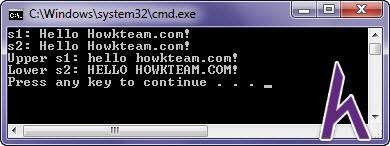 C:\Windows\system32\cmd.exe
s1: Hello Howkteam.com!
s2: Hello Howkteam.com!
Upper s1: hello howkteam.com!
Lower s2: HELLO HOWKTEAM.COM!
Press any key to continue . . . _